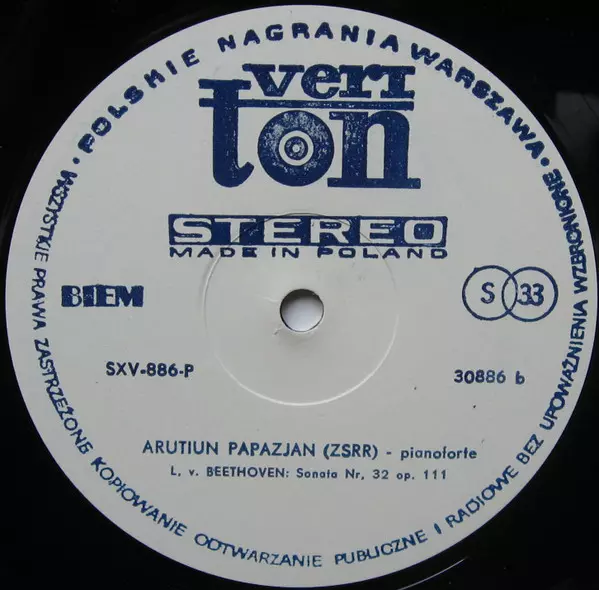 POLSKIE NAGRANIA WARSZAWA ·
WSZYSTKIE PRAWA ZASTRZEŻONE KOPIOWANIE ODTWARZANIE PUBLICZNE I RADIOWE BEZ UPOWAŻNIENIA WZBRONIONE ·
veri
ton
STEREO
MADE IN POLAND
BIEM
S 33
SXV-886-P
30886 b
ARUTIUN PAPAZJAN (ZSRR) - pianoforte
L. v. BEETHOVEN: Sonata Nr, 32 op. 111